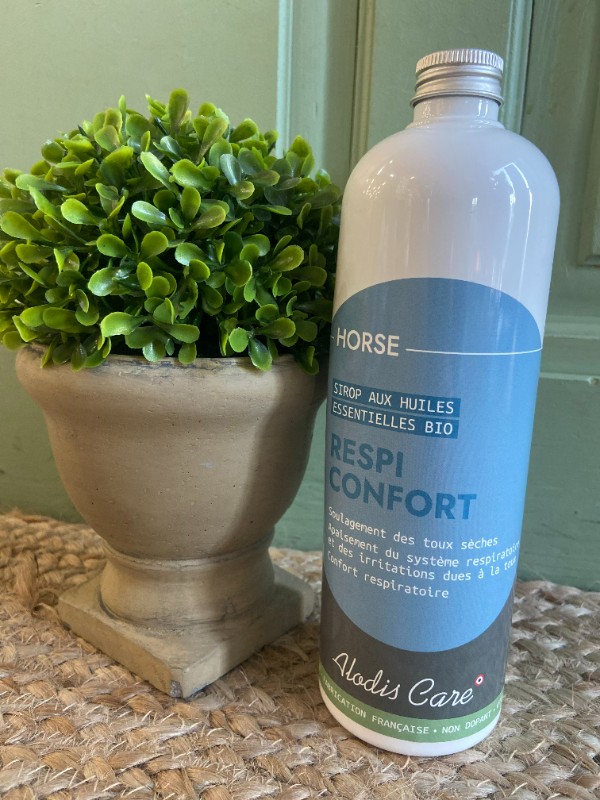 HORSE
SIROP AUX HUILES
ESSENTIELLES BIO
RESPI
CONFORT
Soulagement des toux sèches
Apaisement du système respiratoire
et des irritations dues à la toux
Confort respiratoire
Alodis Care
FABRICATION FRANÇAISE • NON DOPANT •